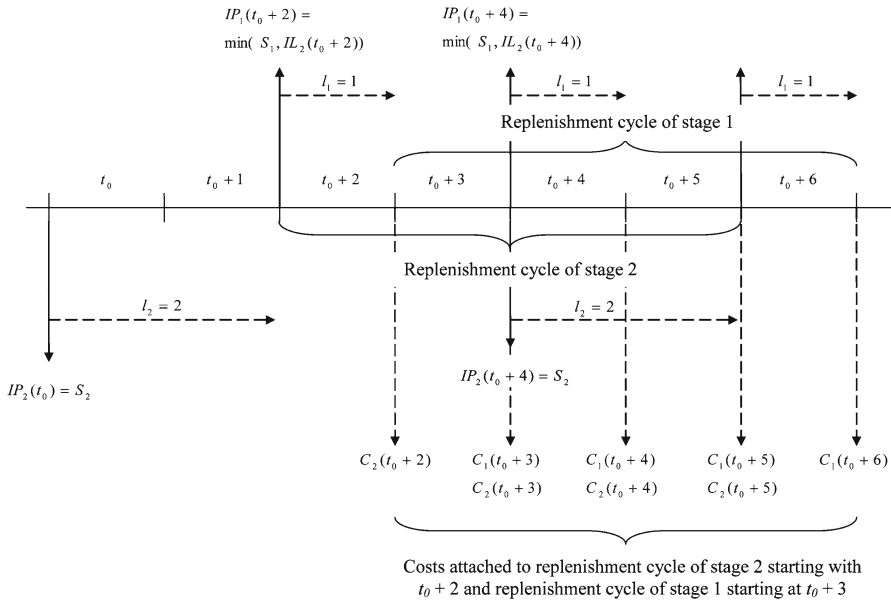 IP₁(t₀ + 2) = IP₁(t₀ + 4) =
min( S₁, IL₂(t₀ + 2)) min( S₁, IL₂(t₀ + 4))
l₁ = 1 l₁ = 1 l₁ = 1
Replenishment cycle of stage 1
t₀ t₀ + 1 t₀ + 2 t₀ + 3 t₀ + 4 t₀ + 5 t₀ + 6
Replenishment cycle of stage 2
l₂ = 2 l₂ = 2
IP₂(t₀) = S₂ IP₂(t₀ + 4) = S₂
C₂(t₀ + 2) C₁(t₀ + 3) C₁(t₀ + 4) C₁(t₀ + 5) C₁(t₀ + 6)
C₂(t₀ + 3) C₂(t₀ + 4) C₂(t₀ + 5)
Costs attached to replenishment cycle of stage 2 starting with
t₀ + 2 and replenishment cycle of stage 1 starting at t₀ + 3